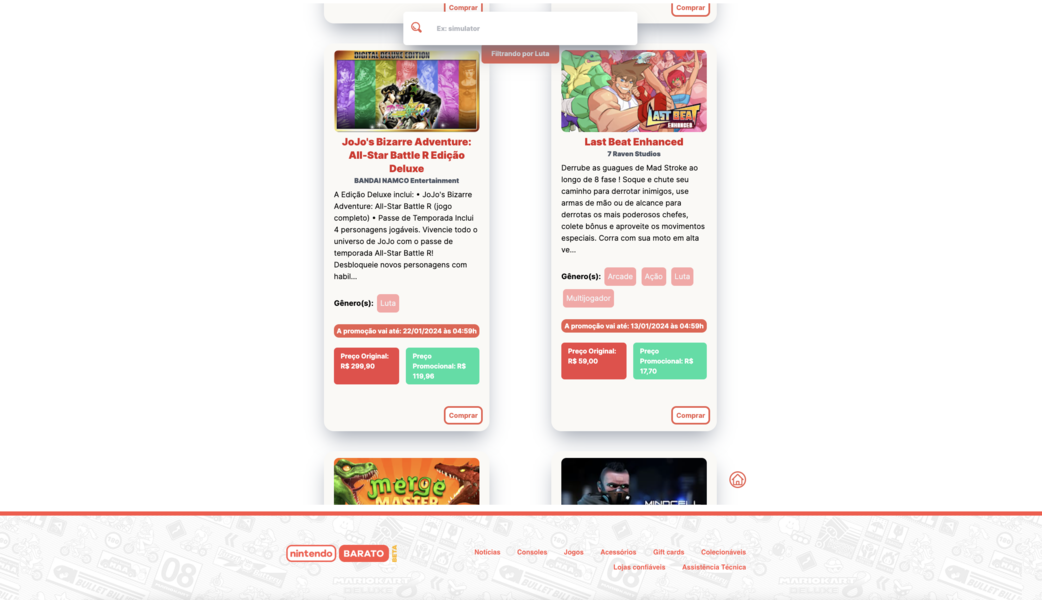 Comprar
Comprar
Ex: simulator
Filtrando por Luta
DIGITAL DELUXE EDITION
JoJo's Bizarre Adventure:
All-Star Battle R Edição
Deluxe
BANDAI NAMCO Entertainment
A Edição Deluxe inclui: • JoJo's Bizarre
Adventure: All-Star Battle R (jogo
completo) • Passe de Temporada Inclui
4 personagens jogáveis. Vivencie todo o
universo de JoJo com o passe de
temporada All-Star Battle R!
Desbloqueie novos personagens com
habil...
Gênero(s): Luta
A promoção vai até: 22/01/2024 às 04:59h
Preço Original:
R$ 299,90
Preço
Promocional: R$
119,96
Comprar
LAST BEAT
ENHANCED
Last Beat Enhanced
7 Raven Studios
Derrube as guagues de Mad Stroke ao
longo de 8 fase ! Soque e chute seu
caminho para derrotar inimigos, use
armas de mão ou de alcance para
derrotas os mais poderosos chefes,
colete bônus e aproveite os movimentos
especiais. Corra com sua moto em alta
ve...
Gênero(s): Arcade Ação Luta
Multijogador
A promoção vai até: 13/01/2024 às 04:59h
Preço Original:
R$ 59,00
Preço
Promocional: R$
17,70
Comprar
merge
MASTER
MINDCELL
nintendo BARATO BETA
Notícias Consoles Jogos Acessórios Gift cards Colecionáveis
Lojas confiáveis Assistência Técnica